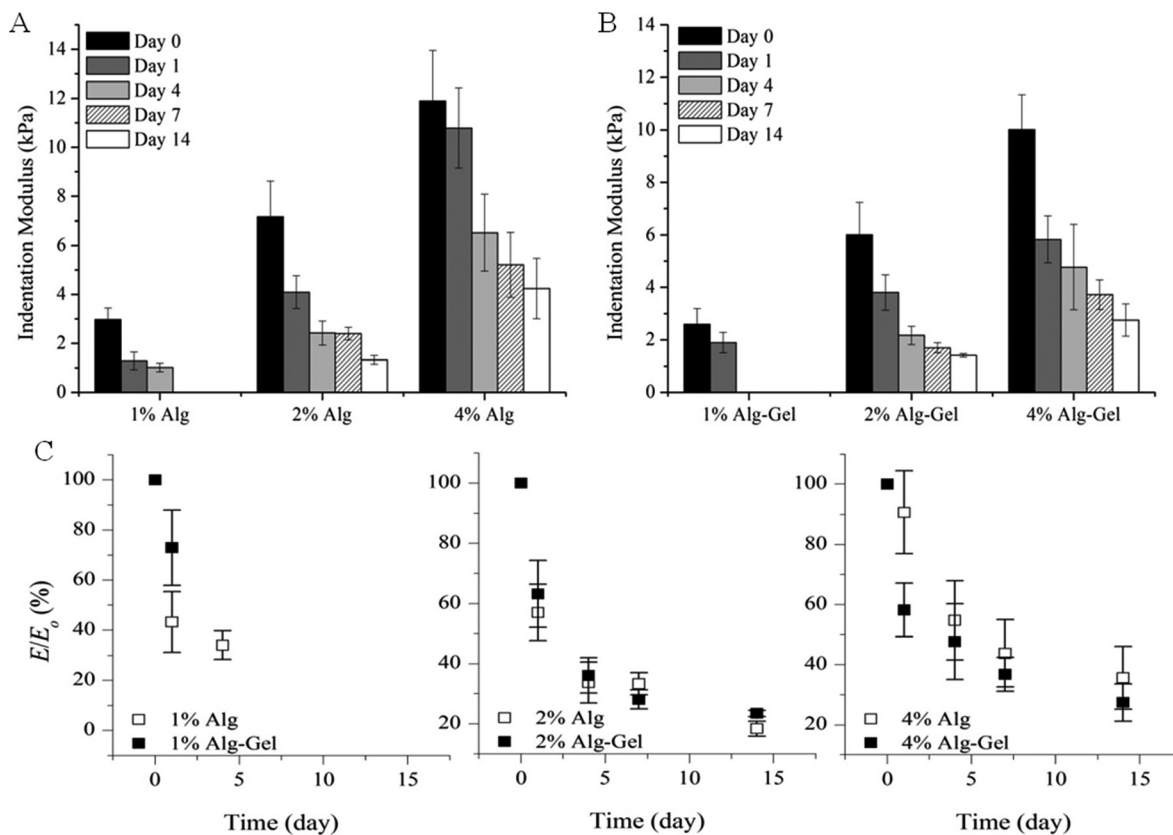 A
Indentation Modulus (kPa)
14
12
10
8
6
4
2
0
Day 0
Day 1
Day 4
Day 7
Day 14
1% Alg
2% Alg
4% Alg
B
Indentation Modulus (kPa)
14
12
10
8
6
4
2
0
Day 0
Day 1
Day 4
Day 7
Day 14
1% Alg-Gel
2% Alg-Gel
4% Alg-Gel
C
E/Eo (%)
100
80
60
40
20
0
1% Alg
1% Alg-Gel
0
5
10
15
Time (day)
100
80
60
40
20
2% Alg
2% Alg-Gel
0
5
10
15
Time (day)
100
80
60
40
20
4% Alg
4% Alg-Gel
0
5
10
15
Time (day)